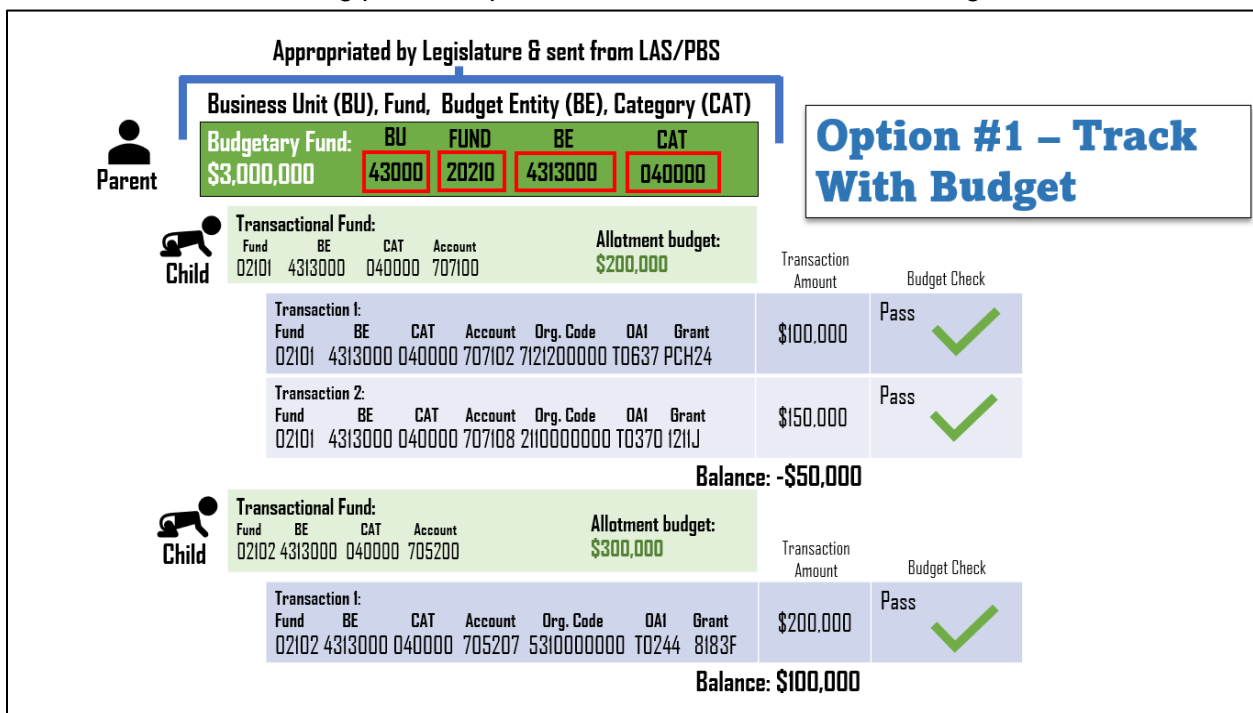 Appropriated by Legislature & sent from LAS/PBS
Business Unit (BU), Fund, Budget Entity (BE), Category (CAT)
Option #1 – Track
With Budget
Parent
Budgetary Fund: BU FUND BE CAT
$3,000,000 43000 20210 4313000 040000
Child
Transactional Fund:
Fund BE CAT Account
02101 4313000 040000 707100
Allotment budget:
$200,000
Transaction
Amount
Budget Check
Transaction 1:
Fund BE CAT Account Org. Code OA1 Grant
02101 4313000 040000 707102 7121200000 T0637 PCH24
$100,000
Pass
Transaction 2:
Fund BE CAT Account Org. Code OA1 Grant
02101 4313000 040000 707108 2110000000 T0370 1211J
$150,000
Pass
Balance: -$50,000
Child
Transactional Fund:
Fund BE CAT Account
02102 4313000 040000 705200
Allotment budget:
$300,000
Transaction
Amount
Budget Check
Transaction 1:
Fund BE CAT Account Org. Code OA1 Grant
02102 4313000 040000 705207 5310000000 T0244 8183F
$200,000
Pass
Balance: $100,000